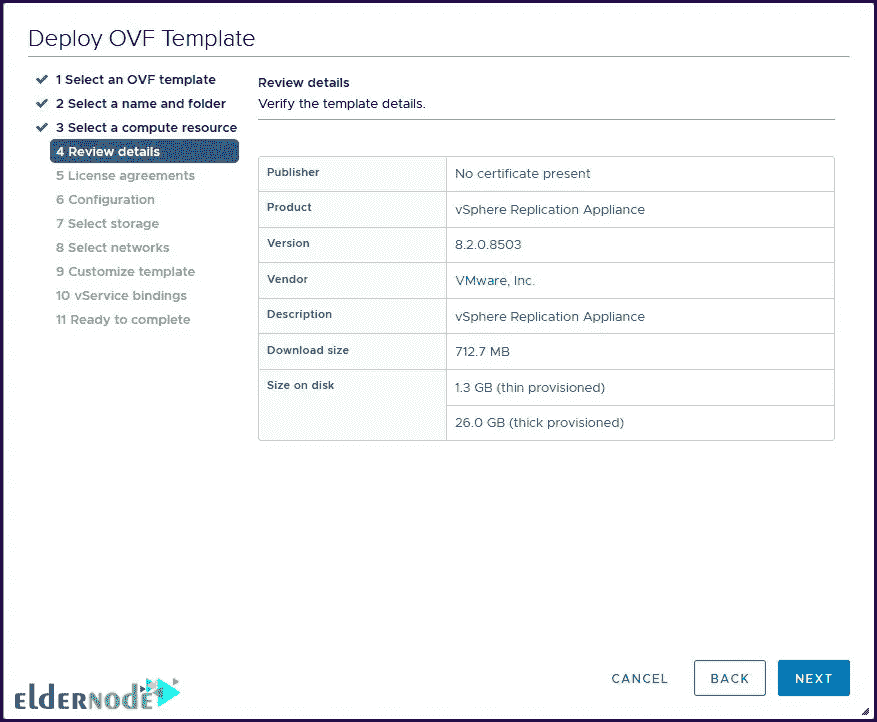 Deploy OVF Template
1 Select an OVF template
2 Select a name and folder
3 Select a compute resource
4 Review details
5 License agreements
6 Configuration
7 Select storage
8 Select networks
9 Customize template
10 vService bindings
11 Ready to complete
Review details
Verify the template details.
Publisher No certificate present
Product vSphere Replication Appliance
Version 8.2.0.8503
Vendor VMware, Inc.
Description vSphere Replication Appliance
Download size 712.7 MB
Size on disk 1.3 GB (thin provisioned)
26.0 GB (thick provisioned)
CANCEL BACK NEXT
elderNode